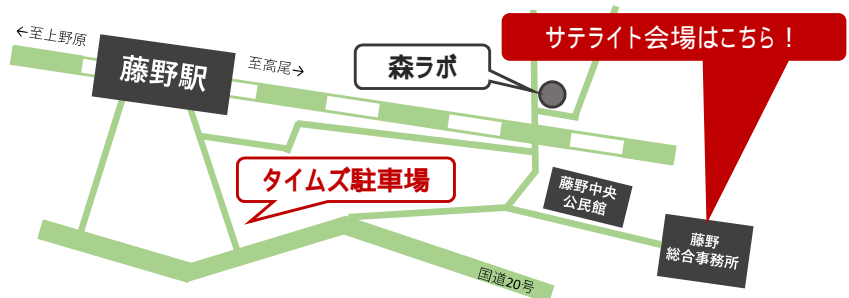 ←至上野原
藤野駅
至高尾→
森ラボ
サテライト会場はこちら！
タイムズ駐車場
藤野中央
公民館
藤野
総合事務所
国道20号